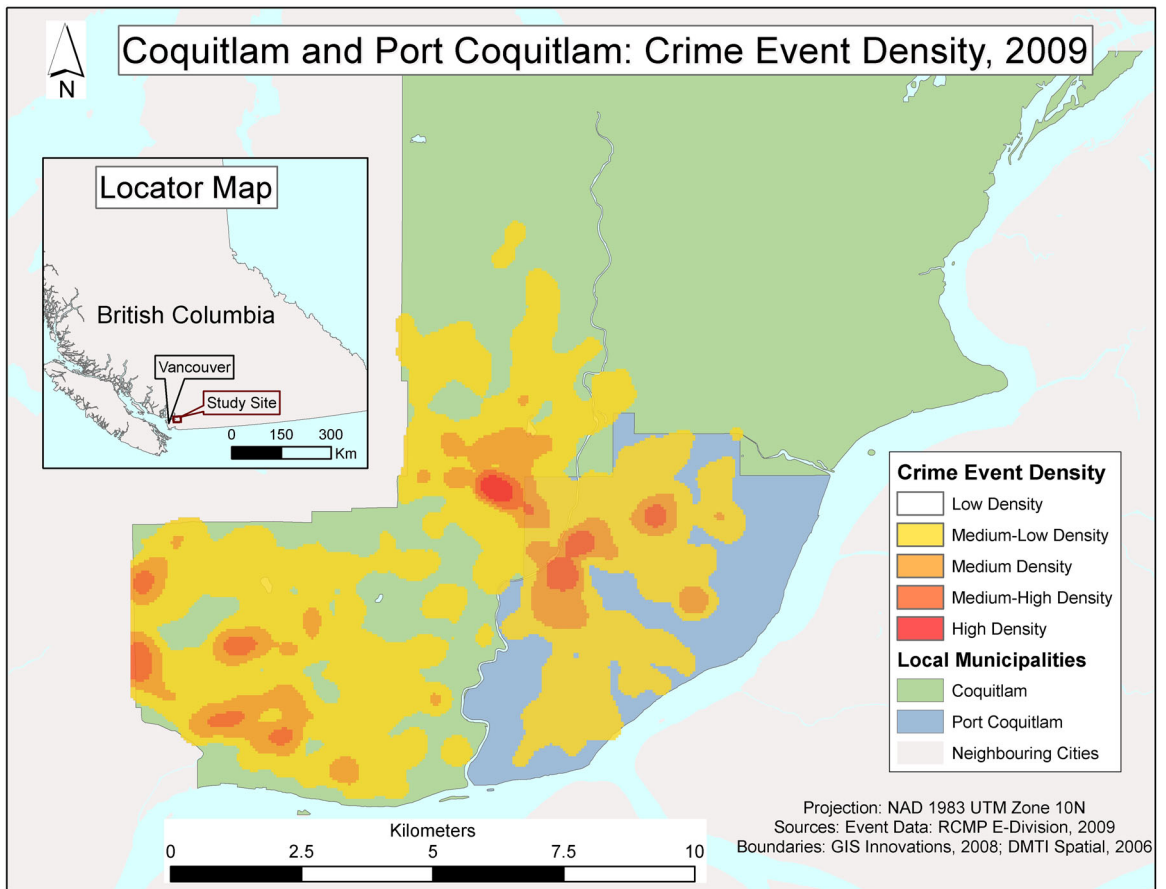 Coquitlam and Port Coquitlam: Crime Event Density, 2009
N
Locator Map
British Columbia
Vancouver
Study Site
0 150 300
Km
Crime Event Density
Low Density
Medium-Low Density
Medium Density
Medium-High Density
High Density
Local Municipalities
Coquitlam
Port Coquitlam
Neighbouring Cities
Projection: NAD 1983 UTM Zone 10N
Sources: Event Data: RCMP E-Division, 2009
Boundaries: GIS Innovations, 2008; DMTI Spatial, 2006
Kilometers
0 2.5 5 7.5 10